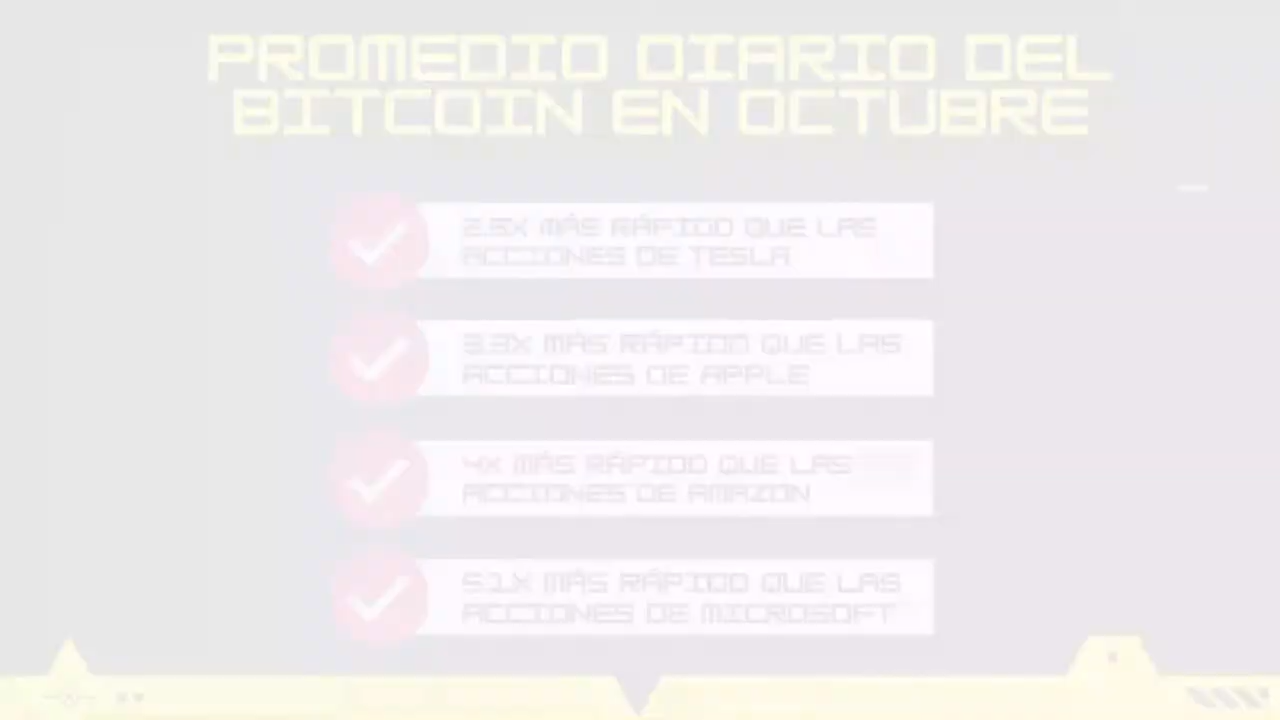 PROMEDIO DIARIO DEL
BITCOIN EN OCTUBRE
2.5X MÁS RÁPIDO QUE LAS
ACCIONES DE TESLA
3.3X MÁS RÁPIDO QUE LAS
ACCIONES DE APPLE
4X MÁS RÁPIDO QUE LAS
ACCIONES DE AMAZON
5.1X MÁS RÁPIDO QUE LAS
ACCIONES DE MICROSOFT